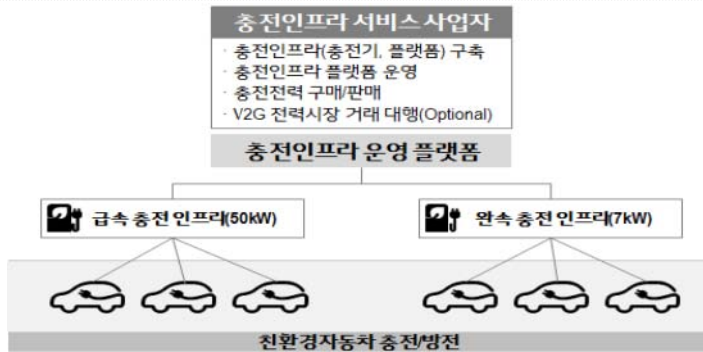 충전인프라 서비스 사업자
· 충전인프라(충전기, 플랫폼) 구축
· 충전인프라 플랫폼 운영
· 충전전력 구매/판매
· V2G 전력시장 거래 대행(Optional)
충전인프라 운영 플랫폼
급속 충전 인프라(50kW)
완속 충전 인프라(7kW)
친환경자동차 충전/방전